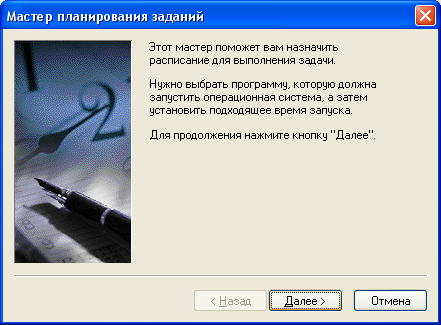 Мастер планирования заданий
Этот мастер поможет вам назначить
расписание для выполнения задачи.
Нужно выбрать программу, которую должна
запустить операционная система, а затем
установить подходящее время запуска.
Для продолжения нажмите кнопку "Далее".
2
< Назад
Далее >
Отмена